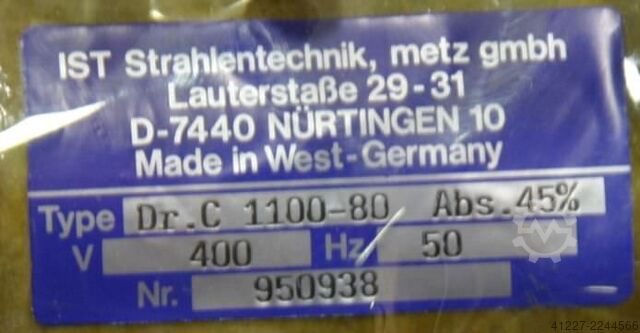 IST Strahlentechnik, metz gmbh
Lauterstaße 29-31
D-7440 NÜRTINGEN 10
Made in West-Germany
Type Dr.C 1100-80 Abs.45%
V 400 Hz 50
Nr. 950938
41227-2244566